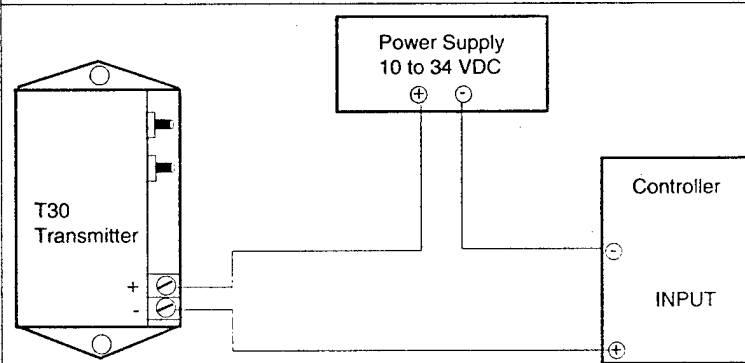 Power Supply
10 to 34 VDC
+ -
T30
Transmitter
Controller
-
+
-
INPUT
+